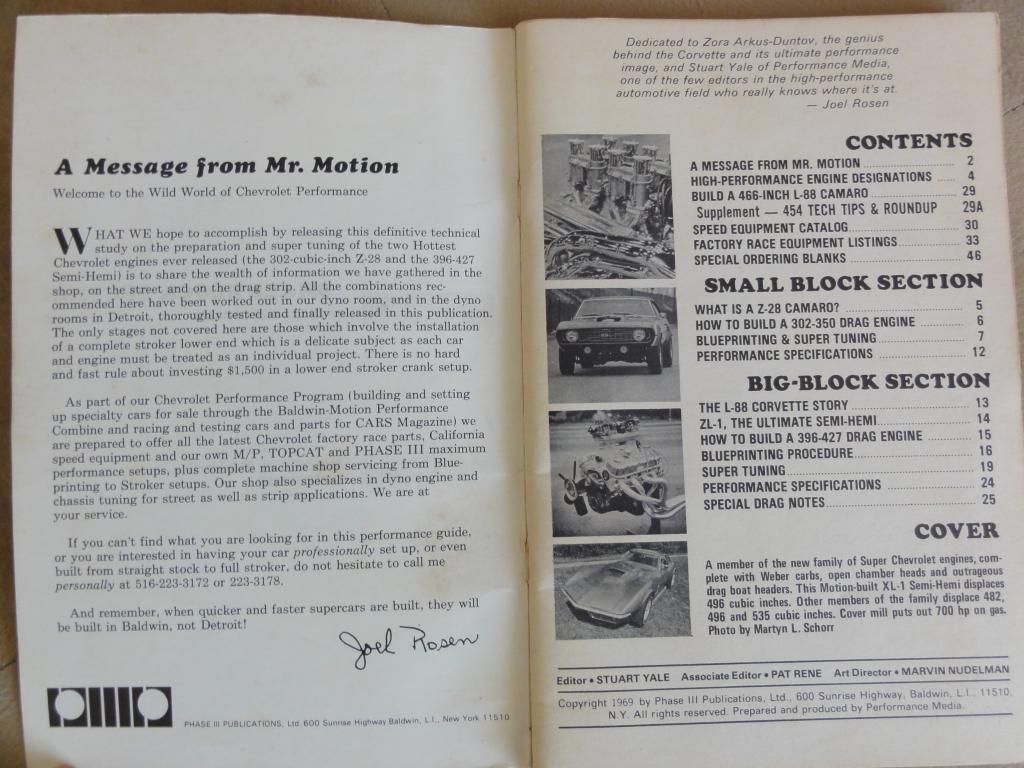 A Message from Mr. Motion
Welcome to the Wild World of Chevrolet Performance
WHAT WE hope to accomplish by releasing this definitive technical
study on the preparation and super tuning of the two Hottest
Chevrolet engines ever released (the 302-cubic-inch Z-28 and the 396-427
Semi-Hemi) is to share the wealth of information we have gathered in the
shop, on the street and on the drag strip. All the combinations rec-
ommended here have been worked out in our dyno room, and in the dyno
rooms in Detroit, thoroughly tested and finally released in this publication.
The only stages not covered here are those which involve the installation
of a complete stroker lower end which is a delicate subject as each car
and engine must be treated as an individual project. There is no hard
and fast rule about investing $1,500 in a lower end stroker crank setup.
As part of our Chevrolet Performance Program (building and setting
up specialty cars for sale through the Baldwin-Motion Performance
Combine and racing and testing cars and parts for CARS Magazine) we
are prepared to offer all the latest Chevrolet factory race parts, California
speed equipment and our own M/P, TOPCAT and PHASE III maximum
performance setups, plus complete machine shop servicing from Blue-
printing to Stroker setups. Our shop also specializes in dyno engine and
chassis tuning for street as well as strip applications. We are at
your service.
If you can't find what you are looking for in this performance guide,
or you are interested in having your car professionally set up, or even
built from straight stock to full stroker, do not hesitate to call me
personally at 516-223-3172 or 223-3178.
And remember, when quicker and faster supercars are built, they will
be built in Baldwin, not Detroit!
Joel Rosen
PHASE III PUBLICATIONS, Ltd. 600 Sunrise Highway Baldwin, L.I., New York 11510
Dedicated to Zora Arkus-Duntov, the genius
behind the Corvette and its ultimate performance
image, and Stuart Yale of Performance Media,
one of the few editors in the high-performance
automotive field who really knows where it's at.
— Joel Rosen
CONTENTS
A MESSAGE FROM MR. MOTION ..... 2
HIGH-PERFORMANCE ENGINE DESIGNATIONS ..... 4
BUILD A 466-INCH L-88 CAMARO ..... 29
Supplement — 454 TECH TIPS & ROUNDUP 29A
SPEED EQUIPMENT CATALOG ..... 30
FACTORY RACE EQUIPMENT LISTINGS ..... 33
SPECIAL ORDERING BLANKS ..... 46
SMALL BLOCK SECTION
WHAT IS A Z-28 CAMARO? ..... 5
HOW TO BUILD A 302-350 DRAG ENGINE ..... 6
BLUEPRINTING & SUPER TUNING ..... 7
PERFORMANCE SPECIFICATIONS ..... 12
BIG-BLOCK SECTION
THE L-88 CORVETTE STORY ..... 13
ZL-1, THE ULTIMATE SEMI-HEMI ..... 14
HOW TO BUILD A 396-427 DRAG ENGINE ..... 15
BLUEPRINTING PROCEDURE ..... 16
SUPER TUNING ..... 19
PERFORMANCE SPECIFICATIONS ..... 24
SPECIAL DRAG NOTES ..... 25
COVER
A member of the new family of Super Chevrolet engines, com-
plete with Weber carbs, open chamber heads and outrageous
drag boat headers. This Motion-built XL-1 Semi-Hemi displaces
496 cubic inches. Other members of the family displace 482,
496 and 535 cubic inches. Cover mill puts out 700 hp on gas.
Photo by Martyn L. Schorr
Editor • STUART YALE Associate Editor • PAT RENE Art Director • MARVIN NUDELMAN
Copyright 1969 by Phase III Publications, Ltd., 600 Sunrise Highway, Baldwin, L.I., 11510,
N.Y. All rights reserved. Prepared and produced by Performance Media.